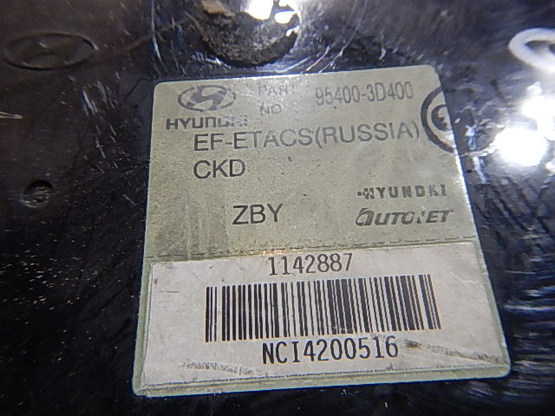 PART NO 95400-3D400
HYUNDAI
EF-ETACS(RUSSIA)
CKD
ZBY
HYUNDAI
AUTONET
1142887
NCI4200516